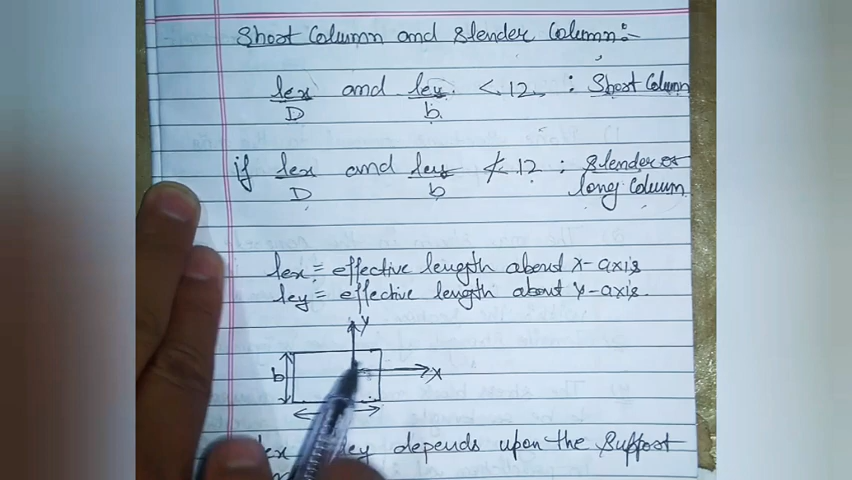 Short Column and Slender Column:-
lex/D and ley/b < 12 : Short Column
if lex/D and ley/b ≮ 12 : Slender or
long Column
lex = effective length about x-axis
ley = effective length about y-axis.
y
b
x
lex ley depends upon the Support